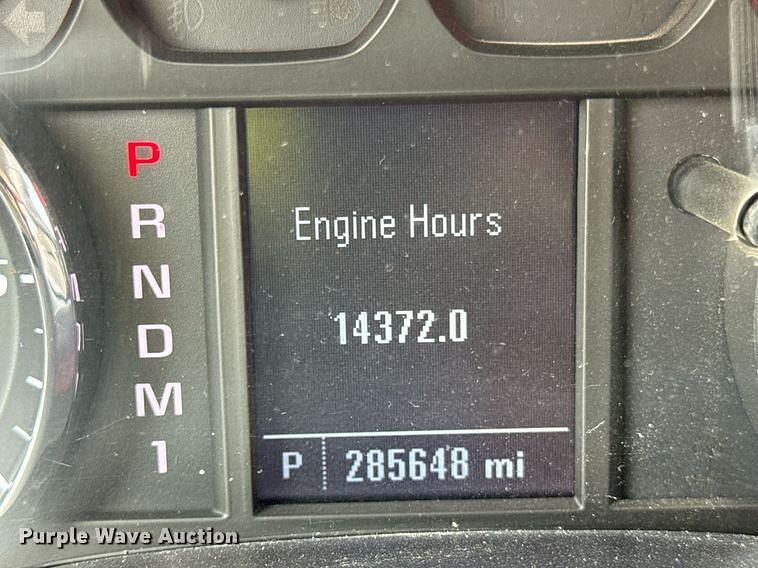 P
R
N
D
M
1
Engine Hours
14372.0
P 285648 mi
Purple Wave Auction